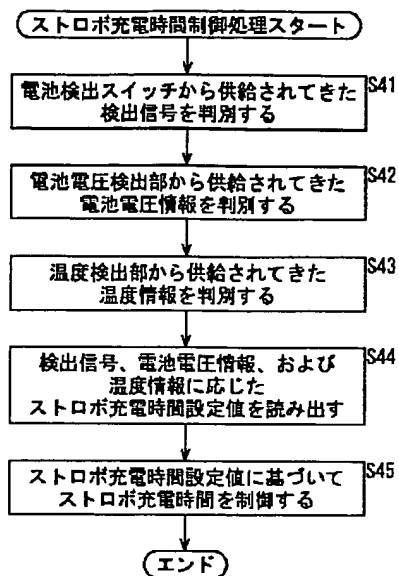 ストロボ充電時間制御処理スタート
S41
電池検出スイッチから供給されてきた
検出信号を判別する
S42
電池電圧検出部から供給されてきた
電池電圧情報を判別する
S43
温度検出部から供給されてきた
温度情報を判別する
S44
検出信号、電池電圧情報、および
温度情報に応じた
ストロボ充電時間設定値を読み出す
S45
ストロボ充電時間設定値に基づいて
ストロボ充電時間を制御する
エンド